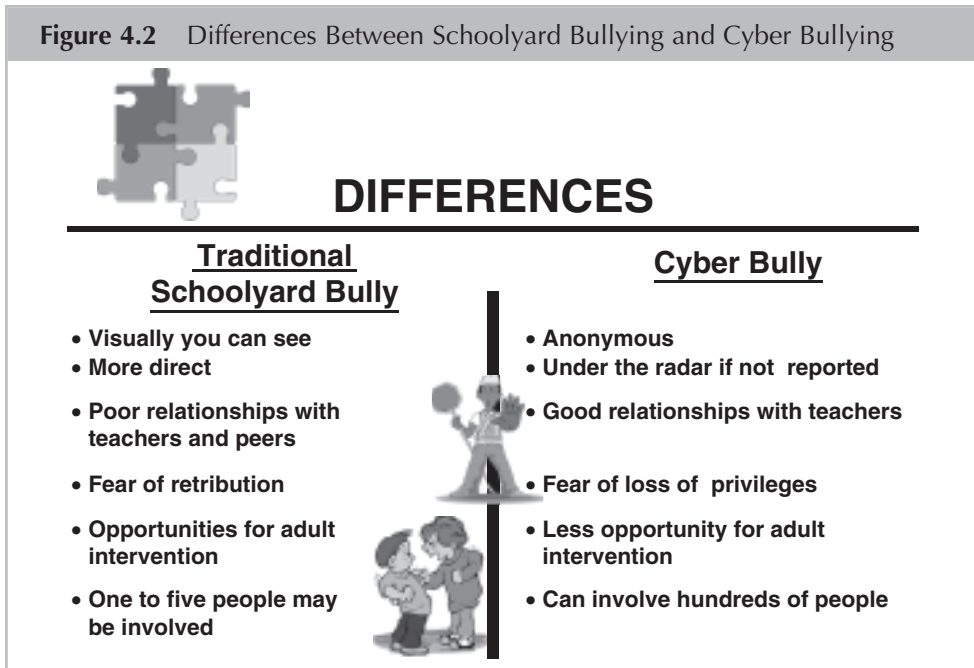 Figure 4.2 Differences Between Schoolyard Bullying and Cyber Bullying
DIFFERENCES
Traditional
Schoolyard Bully
• Visually you can see
• More direct
• Poor relationships with
teachers and peers
• Fear of retribution
• Opportunities for adult
intervention
• One to five people may
be involved
Cyber Bully
• Anonymous
• Under the radar if not reported
• Good relationships with teachers
• Fear of loss of privileges
• Less opportunity for adult
intervention
• Can involve hundreds of people